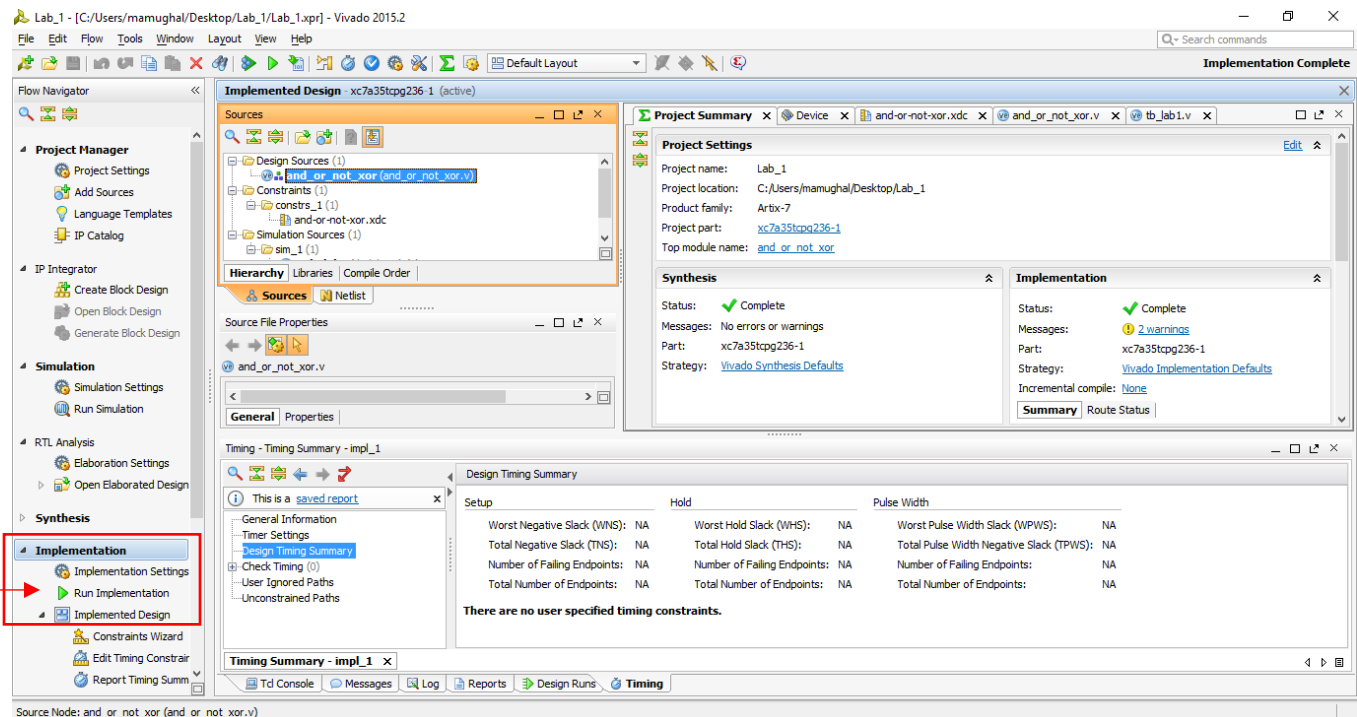 Lab_1 - [C:/Users/mamughal/Desktop/Lab_1/Lab_1.xpr] - Vivado 2015.2
File Edit Flow Tools Window Layout View Help
Search commands
Default Layout
Implementation Complete
Flow Navigator
Project Manager
Project Settings
Add Sources
Language Templates
IP Catalog
IP Integrator
Create Block Design
Open Block Design
Generate Block Design
Simulation
Simulation Settings
Run Simulation
RTL Analysis
Elaboration Settings
Open Elaborated Design
Synthesis
Implementation
Implementation Settings
Run Implementation
Implemented Design
Constraints Wizard
Edit Timing Constrair
Report Timing Summ
Implemented Design - xc7a35tcpg236-1 (active)
Sources
Design Sources (1)
and_or_not_xor (and_or_not_xor.v)
Constraints (1)
constrs_1 (1)
and-or-not-xor.xdc
Simulation Sources (1)
sim_1 (1)
Hierarchy Libraries Compile Order
Sources Netlist
Source File Properties
and_or_not_xor.v
General Properties
Project Summary Device and-or-not-xor.xdc and_or_not_xor.v tb_lab1.v
Project Settings Edit
Project name: Lab_1
Project location: C:/Users/mamughal/Desktop/Lab_1
Product family: Artix-7
Project part: xc7a35tcpg236-1
Top module name: and_or_not_xor
Synthesis
Status: Complete
Messages: No errors or warnings
Part: xc7a35tcpg236-1
Strategy: Vivado Synthesis Defaults
Implementation
Status: Complete
Messages: 2 warnings
Part: xc7a35tcpg236-1
Strategy: Vivado Implementation Defaults
Incremental compile: None
Summary Route Status
Timing - Timing Summary - impl_1
This is a saved report
General Information
Timer Settings
Design Timing Summary
Check Timing (0)
User Ignored Paths
Unconstrained Paths
Design Timing Summary
Setup Hold Pulse Width
Worst Negative Slack (WNS): NA Worst Hold Slack (WHS): NA Worst Pulse Width Slack (WPWS): NA
Total Negative Slack (TNS): NA Total Hold Slack (THS): NA Total Pulse Width Negative Slack (TPWS): NA
Number of Failing Endpoints: NA Number of Failing Endpoints: NA Number of Failing Endpoints: NA
Total Number of Endpoints: NA Total Number of Endpoints: NA Total Number of Endpoints: NA
There are no user specified timing constraints.
Timing Summary - impl_1
Tcl Console Messages Log Reports Design Runs Timing
Source Node: and_or_not_xor (and_or_not_xor.v)